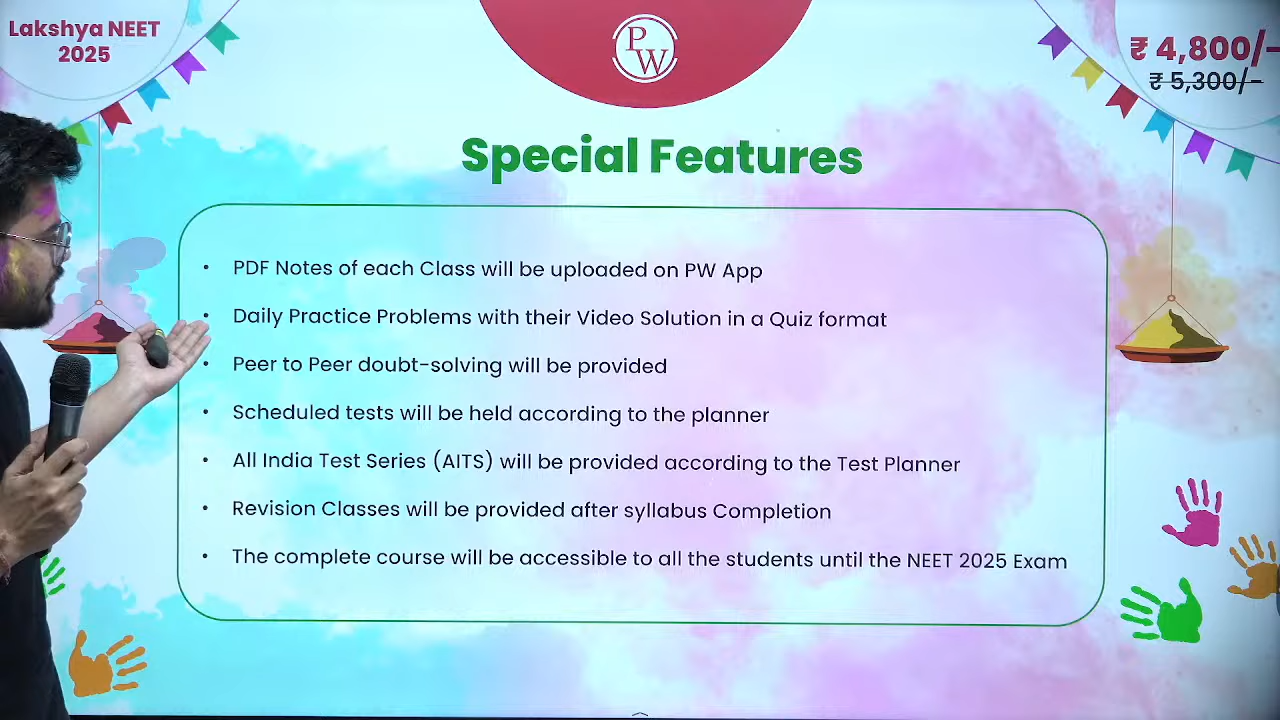 Lakshya NEET
2025
PW
₹ 4,800/-
₹ 5,300/-
Special Features
• PDF Notes of each Class will be uploaded on PW App
• Daily Practice Problems with their Video Solution in a Quiz format
• Peer to Peer doubt-solving will be provided
• Scheduled tests will be held according to the planner
• All India Test Series (AITS) will be provided according to the Test Planner
• Revision Classes will be provided after syllabus Completion
• The complete course will be accessible to all the students until the NEET 2025 Exam